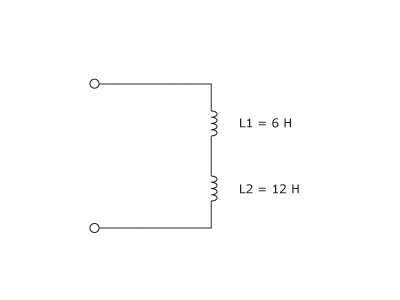 L1 = 6 H
L2 = 12 H